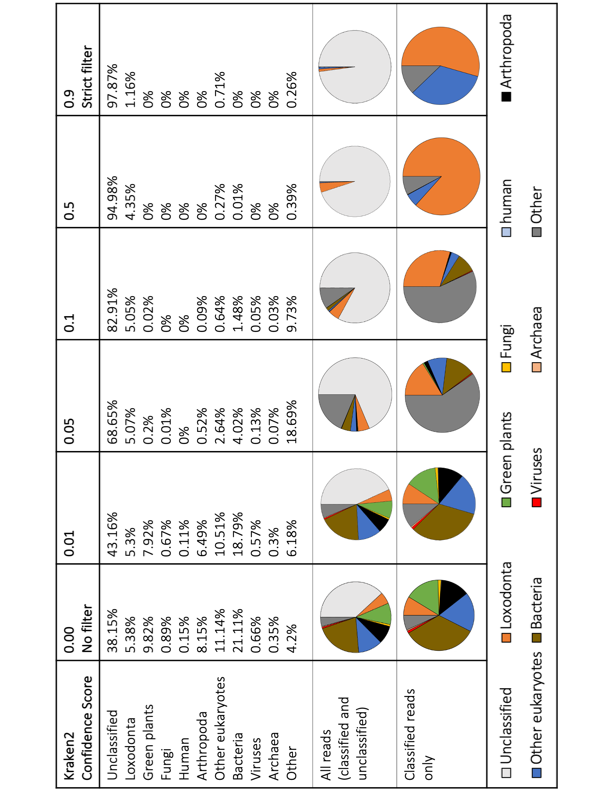 Kraken2 Confidence Score 0.00 No filter 0.01 0.05 0.1 0.5 0.9 Strict filter
Unclassified 38.15% 43.16% 68.65% 82.91% 94.98% 97.87%
Loxodonta 5.38% 5.3% 5.07% 5.05% 4.35% 1.16%
Green plants 9.82% 7.92% 0.2% 0.02% 0% 0%
Fungi 0.89% 0.67% 0.01% 0% 0% 0%
Human 0.15% 0.11% 0% 0% 0% 0%
Arthropoda 8.15% 6.49% 0.52% 0.09% 0% 0%
Other eukaryotes 11.14% 10.51% 2.64% 0.64% 0.27% 0.71%
Bacteria 21.11% 18.79% 4.02% 1.48% 0.01% 0%
Viruses 0.66% 0.57% 0.13% 0.05% 0% 0%
Archaea 0.35% 0.3% 0.07% 0.03% 0% 0%
Other 4.2% 6.18% 18.69% 9.73% 0.39% 0.26%
All reads
(classified and
unclassified)
Classified reads
only
Unclassified Loxodonta Green plants Fungi human Arthropoda
Other eukaryotes Bacteria Viruses Archaea Other